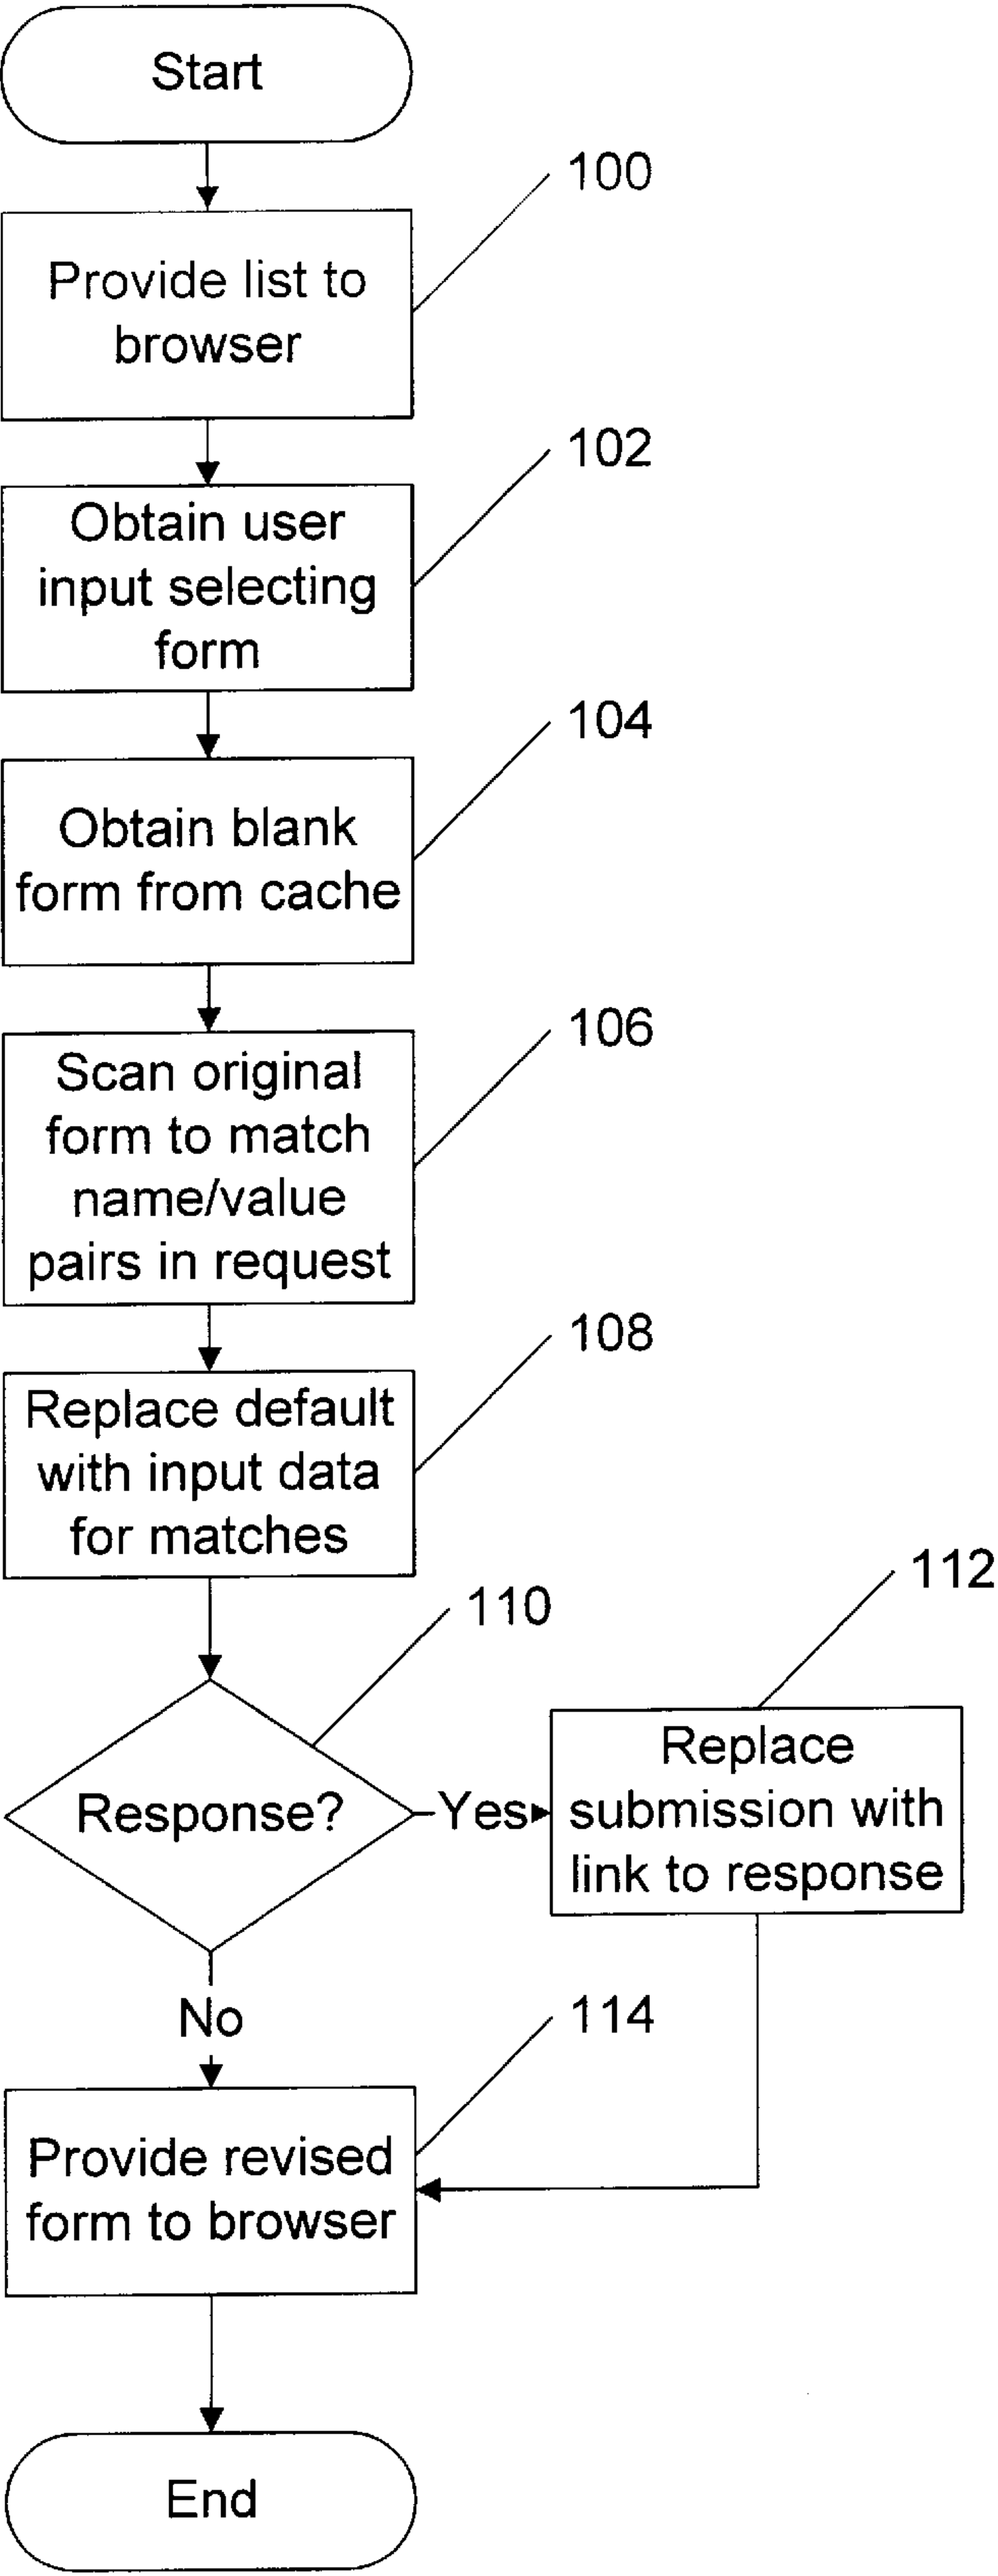 Start
100
Provide list to
browser
102
Obtain user
input selecting
form
104
Obtain blank
form from cache
106
Scan original
form to match
name/value
pairs in request
108
Replace default
with input data
for matches
110
112
Response?
Yes
Replace
submission with
link to response
No
114
Provide revised
form to browser
End